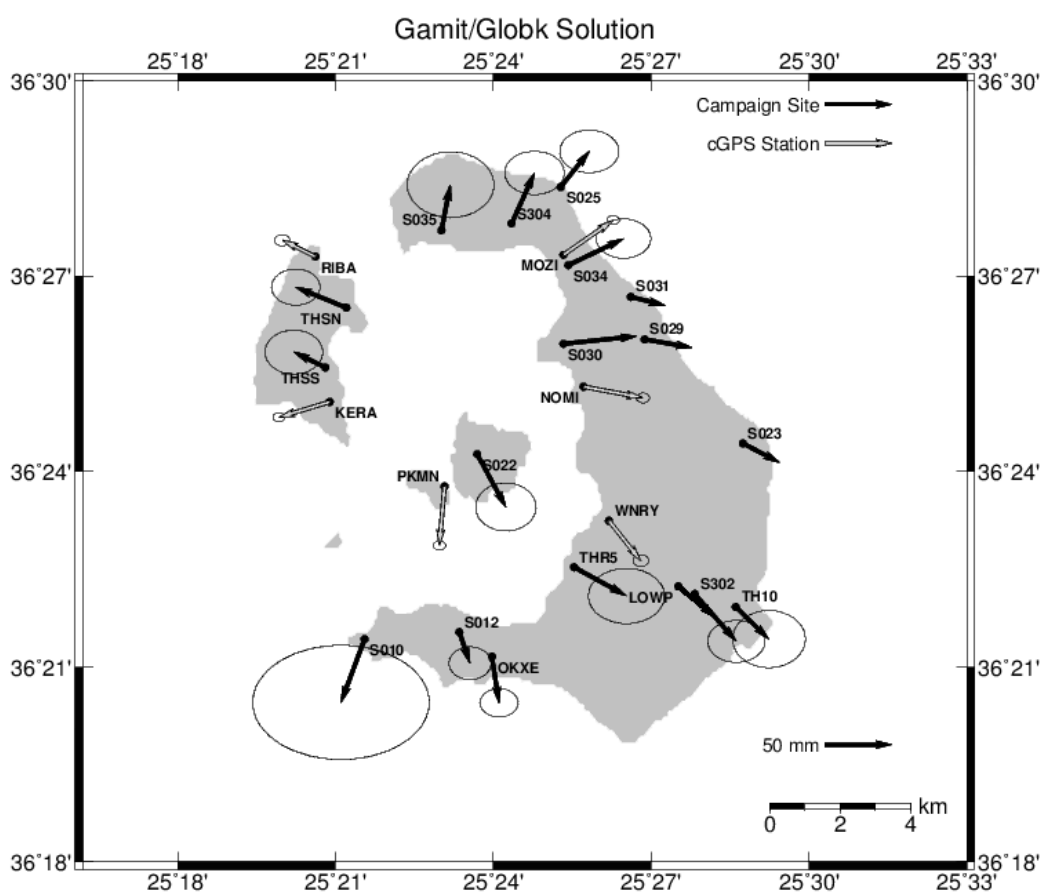 Gamit/Globk Solution
25°18' 25°21' 25°24' 25°27' 25°30' 25°33'
36°30' 36°30'
Campaign Site
cGPS Station
S025
S035 S304
MOZI
S034
RIBA
36°27' 36°27'
S031
THSN
S029
S030
THSS
NOMI
KERA
S023
S022
36°24' 36°24'
PKMN
WNRY
THR5
S302
LOWP TH10
S012
S010
OKXE
36°21' 36°21'
50 mm
km
0 2 4
36°18' 36°18'
25°18' 25°21' 25°24' 25°27' 25°30' 25°33'